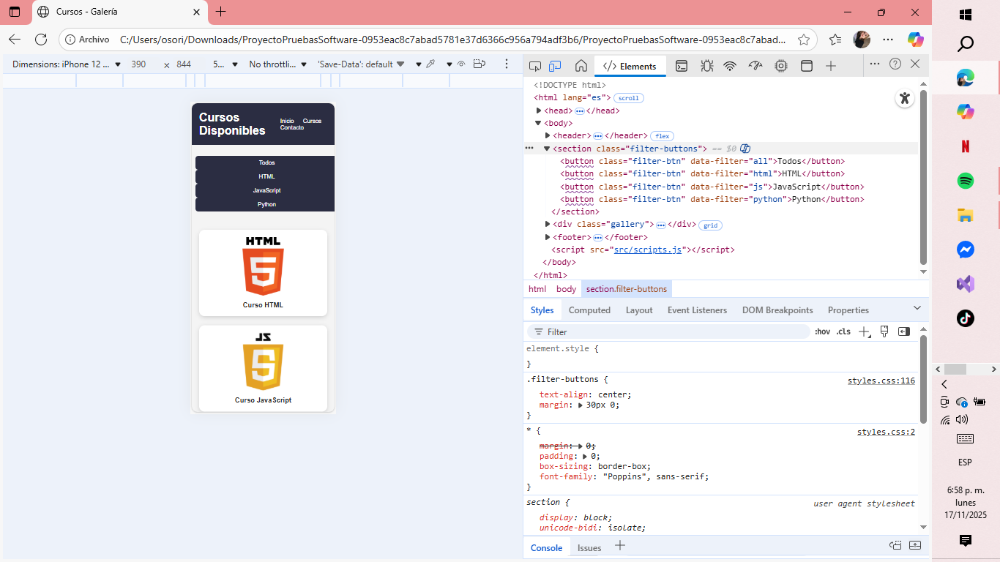 Cursos - Galería
Archivo
C:/Users/osori/Downloads/ProyectoPruebasSoftware-0953eac8c7abad5781e37d6366c956a794adf3b6/ProyectoPruebasSoftware-0953eac8c7abad...
Dimensions: iPhone 12 ... ▼ 390 × 844 5... ▼ No throttli... ▼ 'Save-Data': default ▼
Cursos
Disponibles
Inicio Cursos
Contacto
Todos
HTML
JavaScript
Python
HTML
5
Curso HTML
JS
Curso JavaScript
</> Elements
<!DOCTYPE html>
<html lang="es"> scroll
<head> ... </head>
<body>
<header> ... </header> flex
... <section class="filter-buttons"> == $0
<button class="filter-btn" data-filter="all">Todos</button>
<button class="filter-btn" data-filter="html">HTML</button>
<button class="filter-btn" data-filter="js">JavaScript</button>
<button class="filter-btn" data-filter="python">Python</button>
</section>
<div class="gallery"> ... </div> grid
<footer> ... </footer>
<script src="src/scripts.js"></script>
</body>
</html>
html body section.filter-buttons
Styles Computed Layout Event Listeners DOM Breakpoints Properties
Filter :hov .cls
element.style {
}
.filter-buttons { styles.css:116
text-align: center;
margin: ▶ 30px 0;
}
* { styles.css:2
margin: ▶ 0;
padding: ▶ 0;
box-sizing: border-box;
font-family: "Poppins", sans-serif;
}
section { user agent stylesheet
display: block;
unicode-bidi: isolate;
Console Issues
N
ESP
6:58 p. m.
lunes
17/11/2025